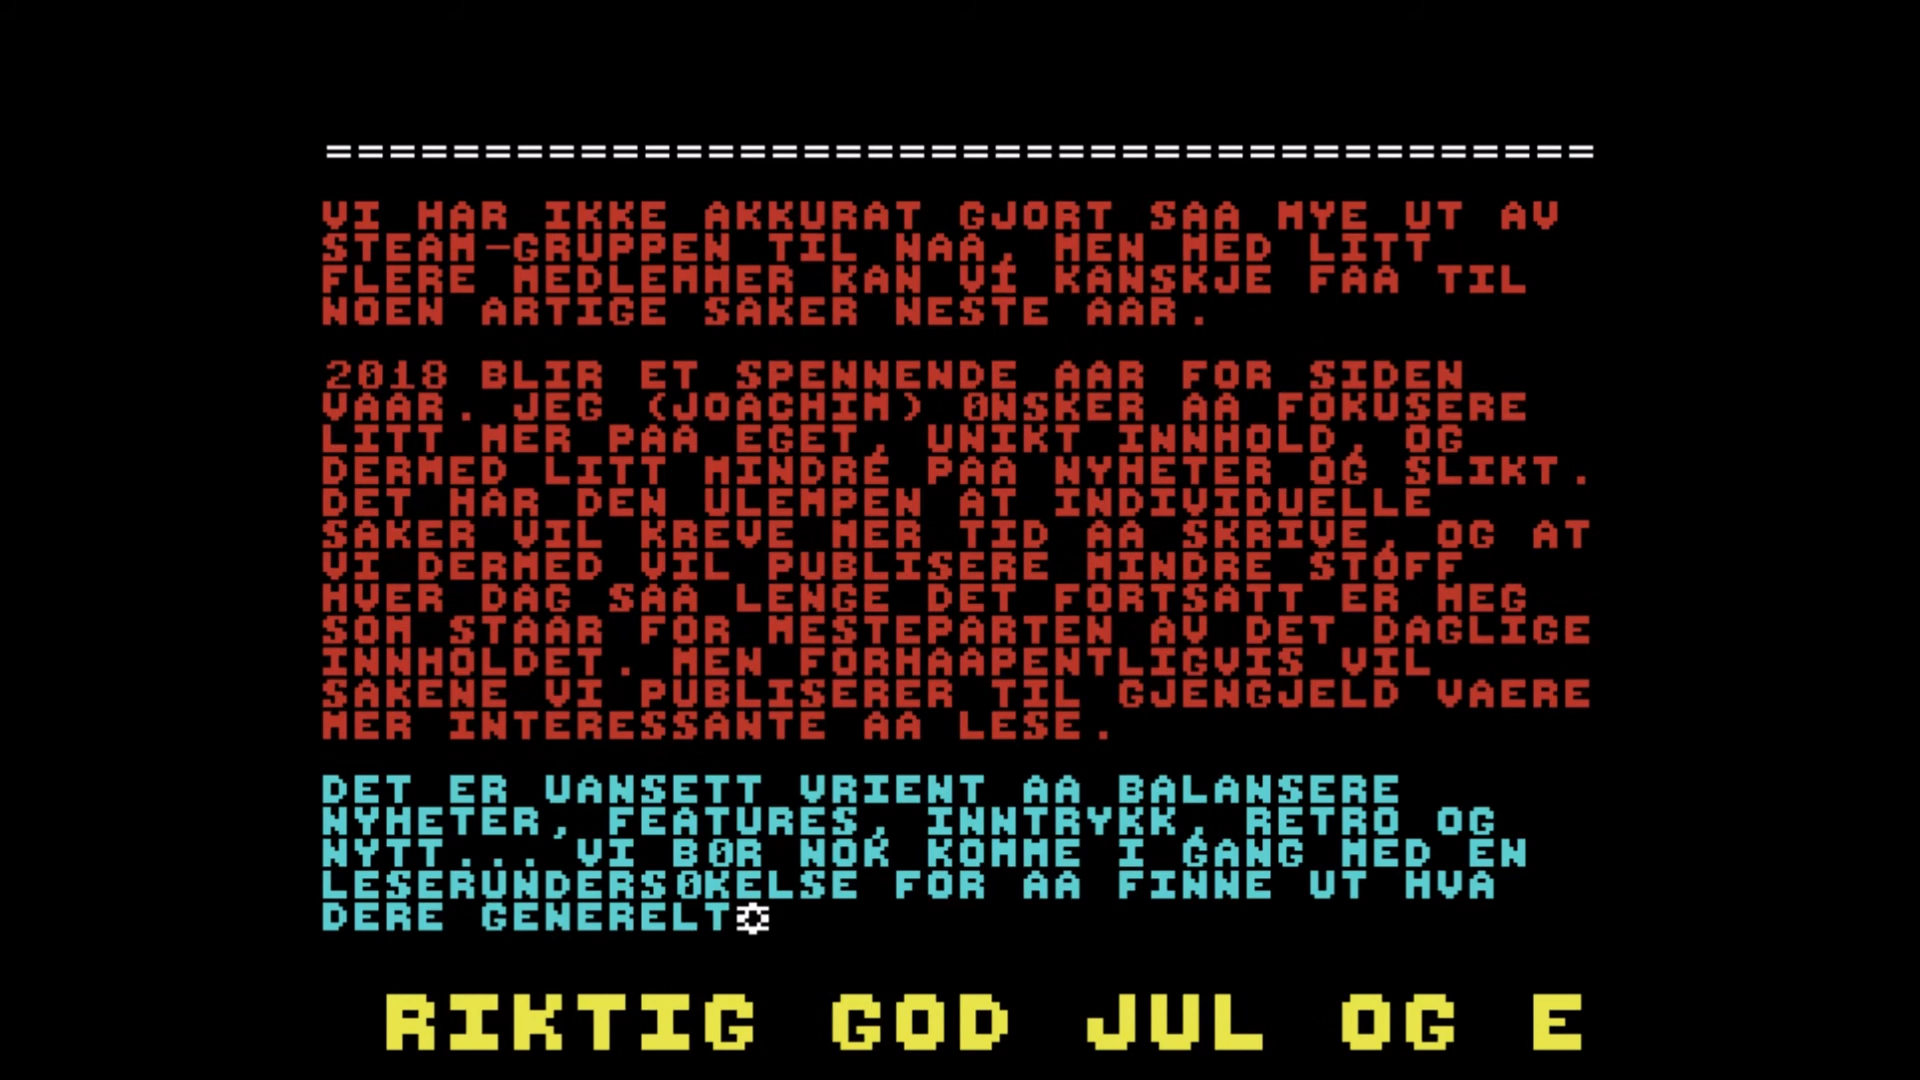 ========================================
VI HAR IKKE AKKURAT GJORT SAA MYE UT AV
STEAM-GRUPPEN TIL NAA, MEN MED LITT
FLERE MEDLEMMER KAN VI KANSKJE FAA TIL
NOEN ARTIGE SAKER NESTE AAR.
2018 BLIR ET SPENNENDE AAR FOR SIDEN
VAAR. JEG (JOACHIM) 0NSKER AA FOKUSERE
LITT MER PAA EGET, UNIKT INNHOLD, OG
DERMED LITT MINDRE PAA NYHETER OG SLIKT.
DET HAR DEN ULEMPEN AT INDIVIDUELLE
SAKER VIL KREVE MER TID AA SKRIVE, OG AT
VI DERMED VIL PUBLISERE MINDRE STOFF
HVER DAG SAA LENGE DET FORTSATT ER MEG
SOM STAAR FOR MESTEPARTEN AV DET DAGLIGE
INNHOLDET. MEN FORHAAPENTLIGVIS VIL
SAKENE VI PUBLISERER TIL GJENGJELD VAERE
MER INTERESSANTE AA LESE.
DET ER UANSETT VRIENT AA BALANSERE
NYHETER, FEATURES, INNTRYKK, RETRO OG
NYTT... VI B0R NOK KOMME I GANG MED EN
LESERUNDERS0KELSE FOR AA FINNE UT HVA
DERE GENERELT
RIKTIG GOD JUL OG E